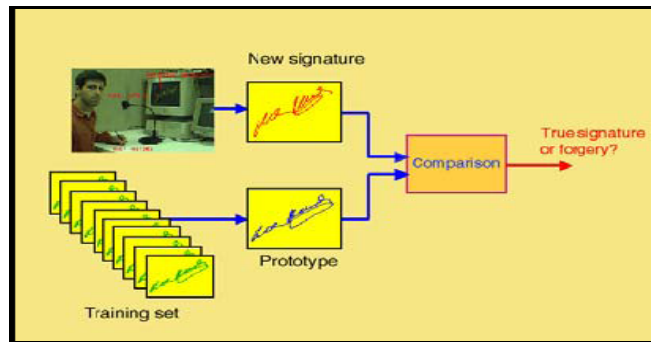 New signature
True signature
or forgery?
Comparison
Prototype
Training set